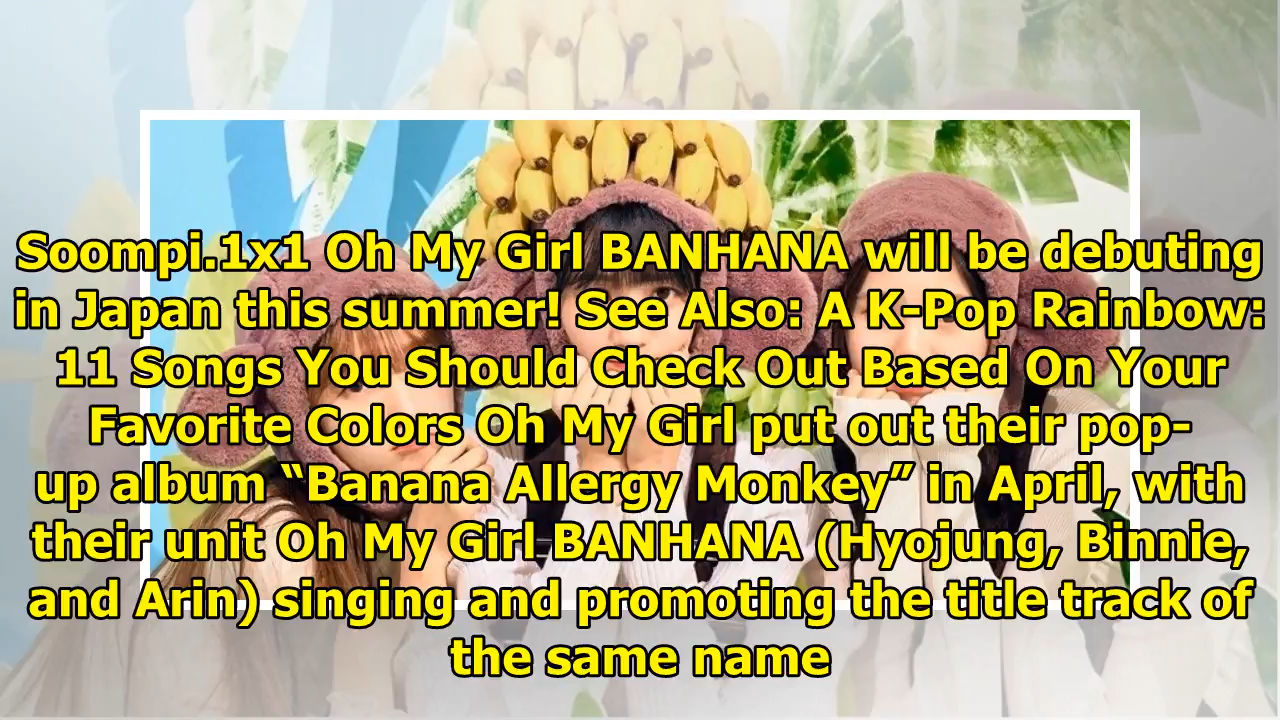 Soompi.1x1 Oh My Girl BANHANA will be debuting
in Japan this summer! See Also: A K-Pop Rainbow:
11 Songs You Should Check Out Based On Your
Favorite Colors Oh My Girl put out their pop-
up album “Banana Allergy Monkey” in April, with
their unit Oh My Girl BANHANA (Hyojung, Binnie,
and Arin) singing and promoting the title track of
the same name